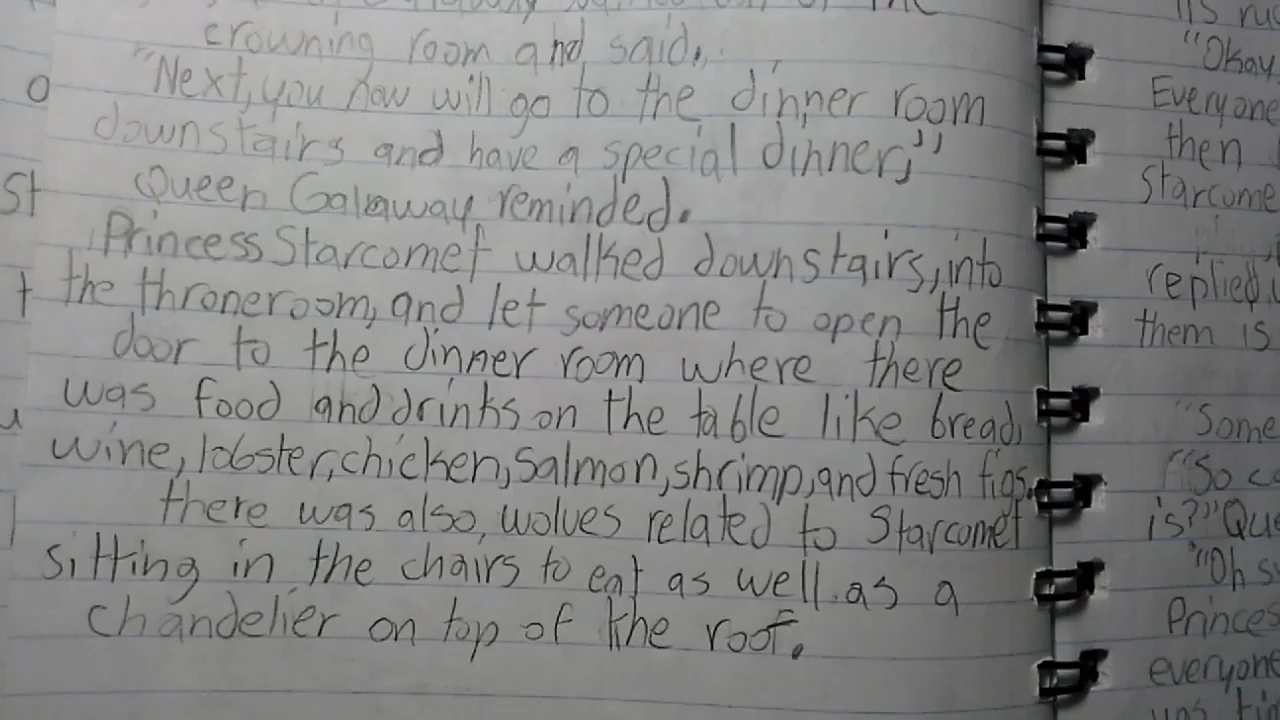 crowning room and said,
"Next, you now will go to the dinner room
downstairs and have a special dinner,"
Queen Galaway reminded.
Princess Starcomet walked downstairs, into
the throneroom, and let someone to open the
door to the dinner room where there
was food and drinks on the table like bread,
wine, lobster, chicken, salmon, shrimp, and fresh figs.
there was also, wolves related to Starcomet
sitting in the chairs to eat as well as a
chandelier on top of the roof.
"Okay
Everyone
then
Starcome
replied
them is
"Some
"So
is?" Que
"Oh
Princes
everyone